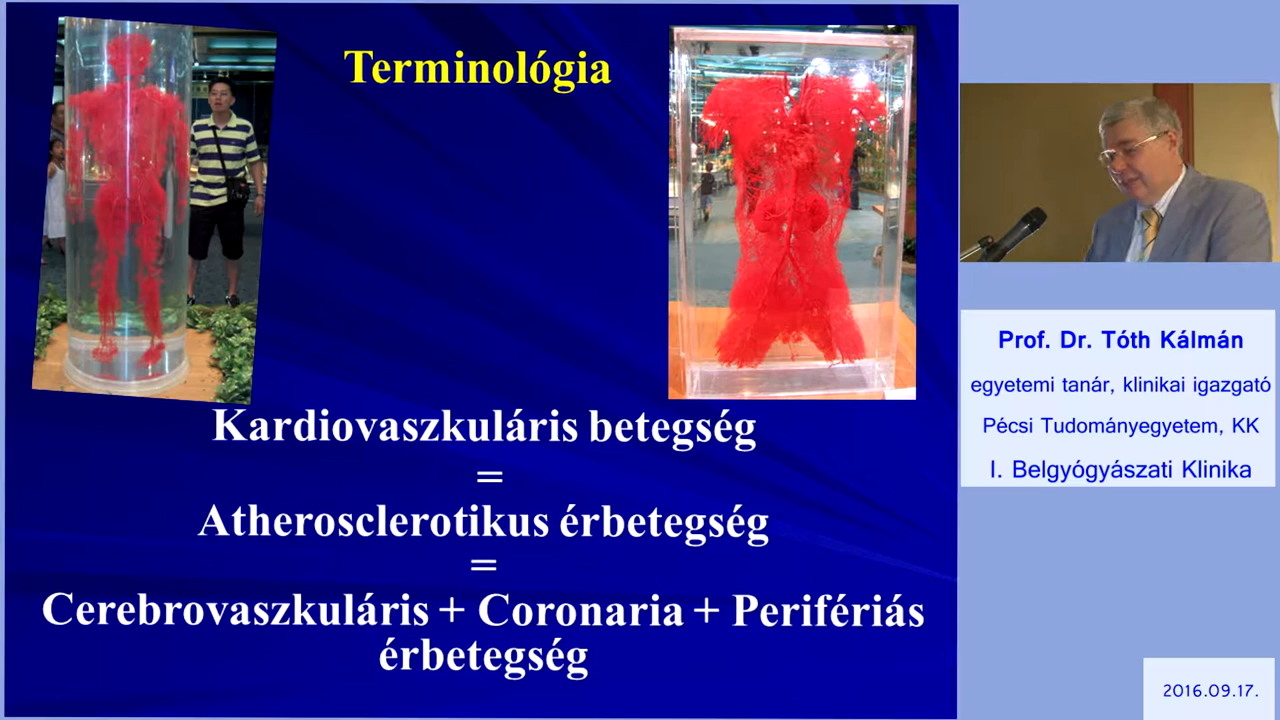 Terminológia
Kardiovaszkuláris betegség
=
Atherosclerotikus érbetegség
=
Cerebrovaszkuláris + Coronaria + Perifériás
érbetegség
Prof. Dr. Tóth Kálmán
egyetemi tanár, klinikai igazgató
Pécsi Tudományegyetem, KK
I. Belgyógyászati Klinika
2016.09.17.